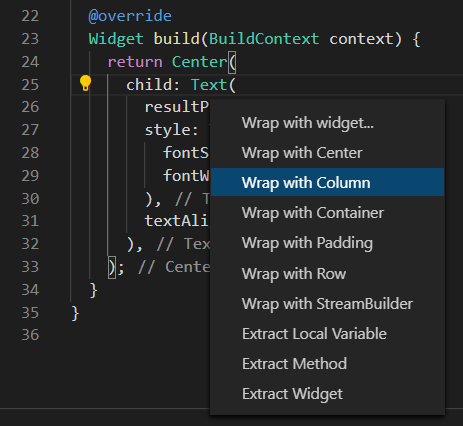 22 @override
23 Widget build(BuildContext context) {
24 return Center(
25 child: Text(
26 resultP
27 style:
28 fontS
29 fontW
30 ), // T
31 textAli
32 ), // Tex
33 ); // Cente
34 }
35 }
36
Wrap with widget...
Wrap with Center
Wrap with Column
Wrap with Container
Wrap with Padding
Wrap with Row
Wrap with StreamBuilder
Extract Local Variable
Extract Method
Extract Widget